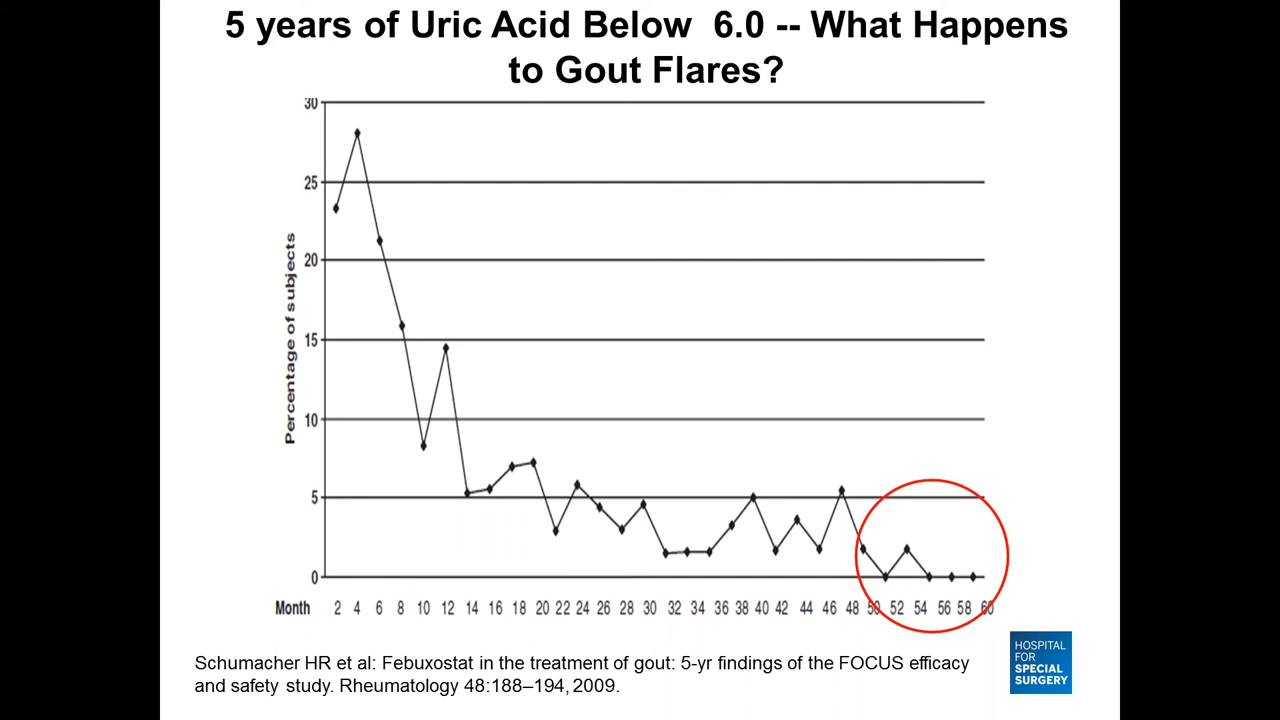 5 years of Uric Acid Below 6.0 -- What Happens
to Gout Flares?
30
25
20
15
10
5
0
Percentage of subjects
Month 2 4 6 8 10 12 14 16 18 20 22 24 26 28 30 32 34 36 38 40 42 44 46 48 50 52 54 56 58 60
Schumacher HR et al: Febuxostat in the treatment of gout: 5-yr findings of the FOCUS efficacy
and safety study. Rheumatology 48:188–194, 2009.
HOSPITAL
FOR
SPECIAL
SURGERY